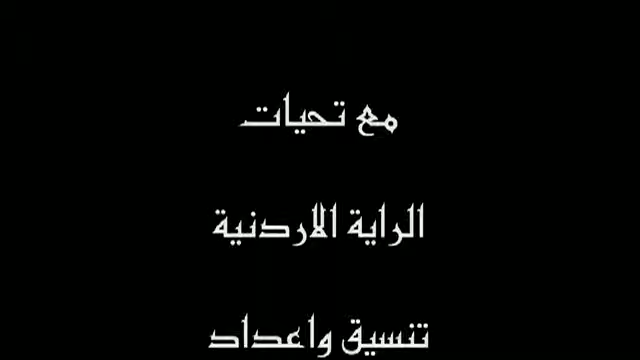 مع تحيات
الراية الاردنية
تنسيق واعداد